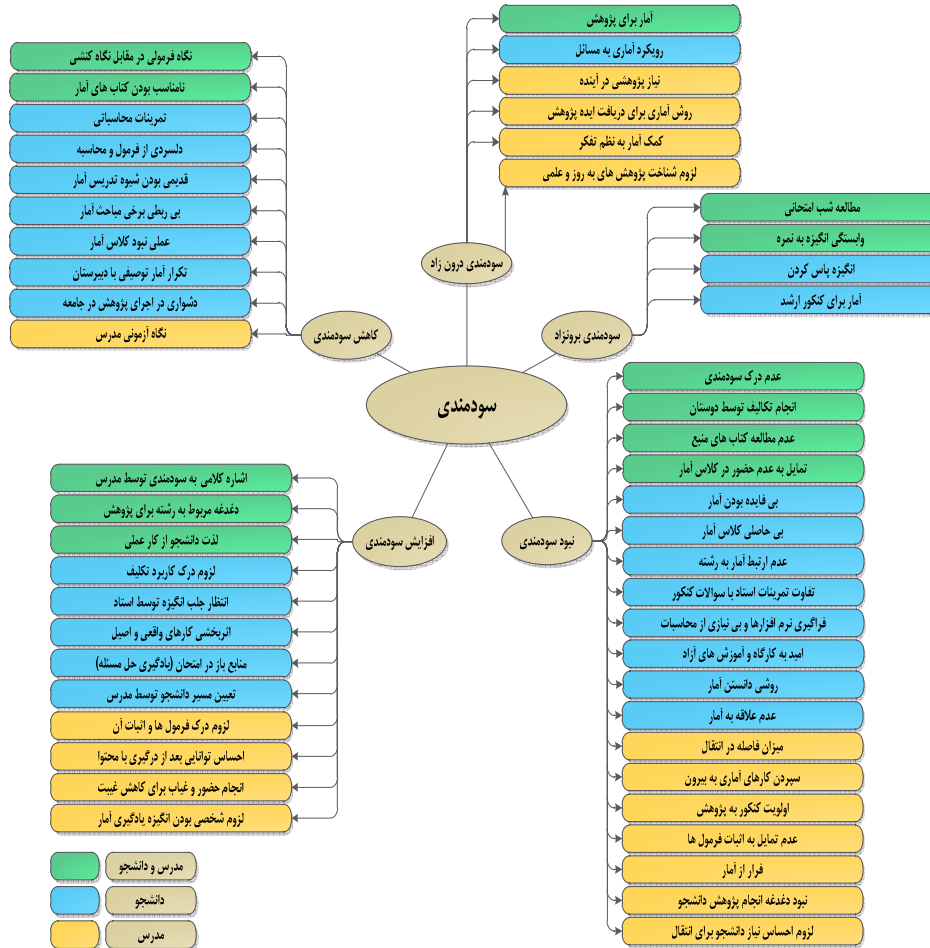 آمار برای پژوهش
رویکرد آماری به مسائل
نیاز پژوهشی در آینده
روش آماری برای دریافت ایده پژوهش
کمک آمار به نظم تفکر
لزوم شناخت پژوهش های به روز و علمی
سودمندی درون زاد
نگاه فرمولی در مقابل نگاه کنشی
نامناسب بودن کتاب های آمار
تمرینات محاسباتی
دلسردی از فرمول و محاسبه
قدیمی بودن شیوه تدریس آمار
بی ربطی برخی مباحث آمار
عملی نبود کلاس آمار
تکرار آمار توصیفی با دبیرستان
دشواری در اجرای پژوهش در جامعه
نگاه آزمونی مدرس
کاهش سودمندی
مطالعه شب امتحانی
وابستگی انگیزه به نمره
انگیزه پاس کردن
آمار برای کنکور ارشد
سودمندی برونزاد
سودمندی
عدم درک سودمندی
انجام تکالیف توسط دوستان
عدم مطالعه کتاب های منبع
تمایل به عدم حضور در کلاس آمار
بی فایده بودن آمار
بی حاصلی کلاس آمار
عدم ارتبط آمار به رشته
تفاوت تمرینات استاد با سوالات کنکور
فراگیری نرم افزارها و بی نیازی از محاسبات
امید به کارگاه و آموزش های آزاد
روشی دانستن آمار
عدم علاقه به آمار
میزان فاصله در انتقال
سپردن کارهای آماری به بیرون
اولویت کنکور به پژوهش
عدم تمایل به اثبات فرمول ها
فرار از آمار
نبود دغدغه انجام پژوهش دانشجو
لزوم احساس نیاز دانشجو برای انتقال
نبود سودمندی
افزایش سودمندی
اشاره کلامی به سودمندی توسط مدرس
دغدغه مربوط به رشته برای پژوهش
لذت دانشجو از کار عملی
لزوم درک کاربرد تکلیف
انتظار جلب انگیزه توسط استاد
اثربخشی کارهای واقعی و اصیل
منابع باز در امتحان (یادگیری حل مسئله)
تعیین مسیر دانشجو توسط مدرس
لزوم درک فرمول ها و اثبات آن
احساس توانایی بعد از درگیری با محتوا
انجام حضور و غیاب برای کاهش غیبت
لزوم شخصی بودن انگیزه یادگیری آمار
مدرس و دانشجو
دانشجو
مدرس